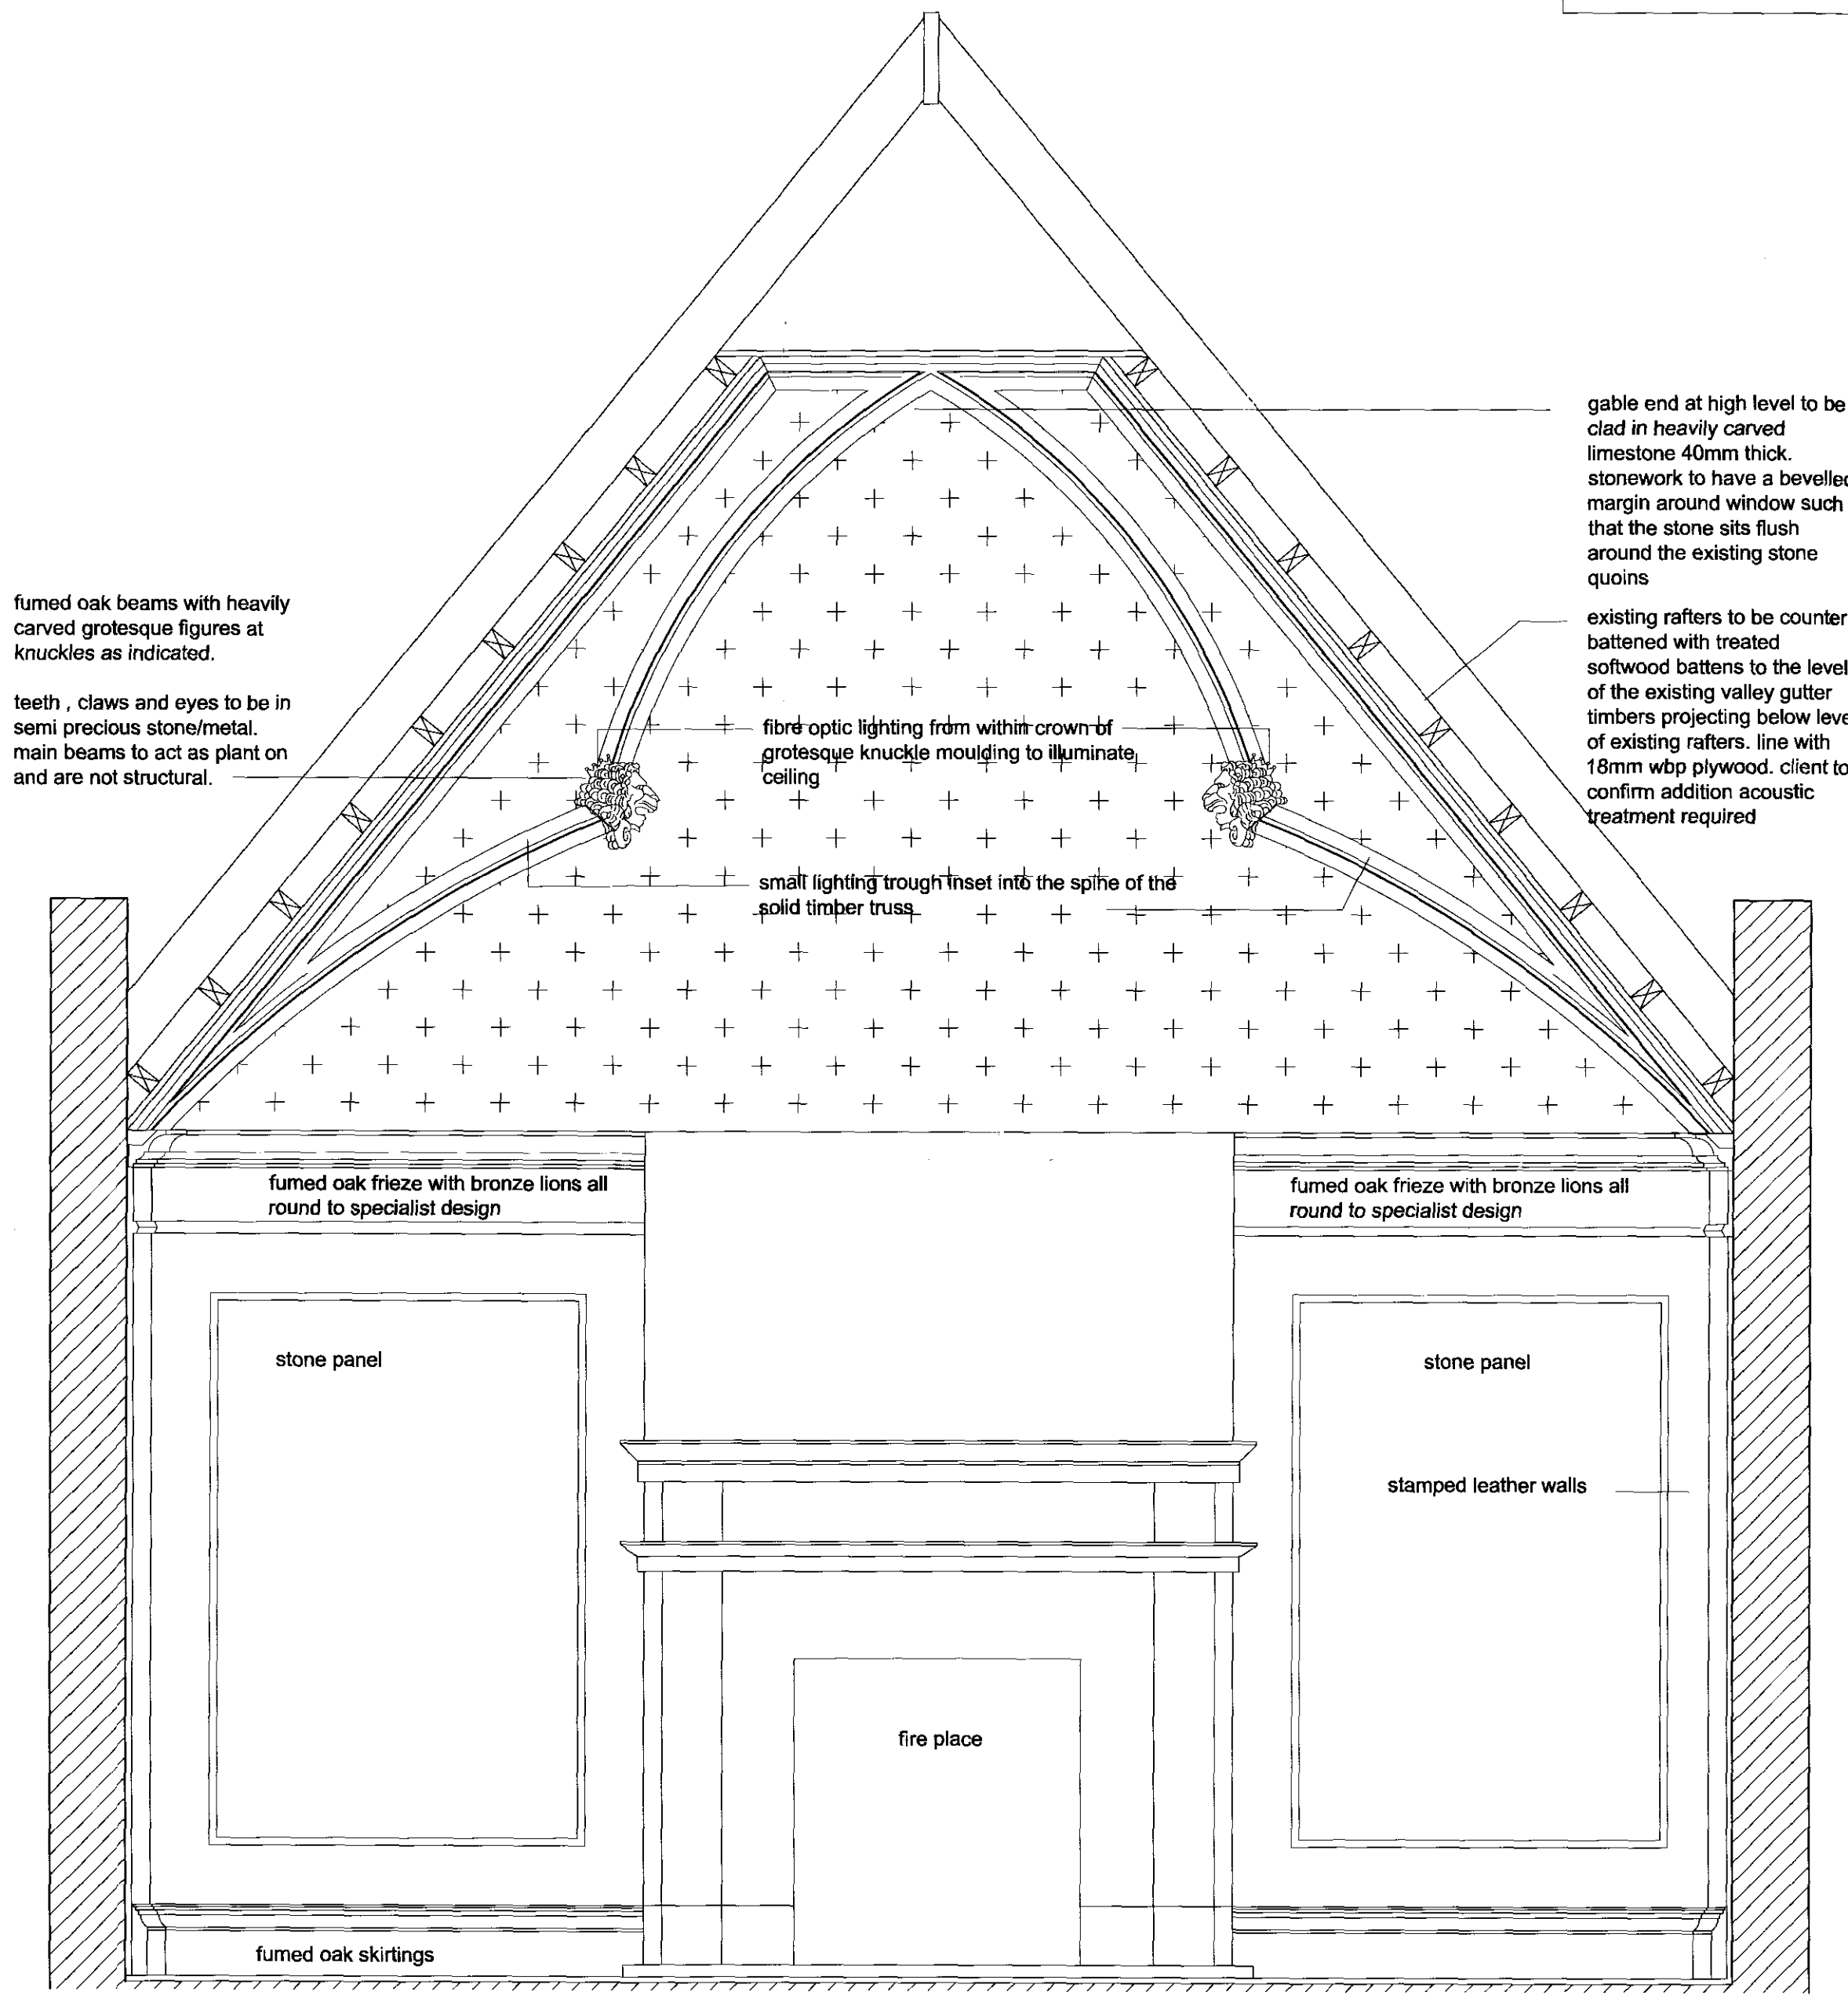 gable end at high level to be
clad in heavily carved
limestone 40mm thick.
stonework to have a bevelled
margin around window such
that the stone sits flush
around the existing stone
quoins
existing rafters to be counter
battened with treated
softwood battens to the level
of the existing valley gutter
timbers projecting below level
of existing rafters. line with
18mm wbp plywood. client to
confirm addition acoustic
treatment required
fumed oak beams with heavily
carved grotesque figures at
knuckles as indicated.
teeth , claws and eyes to be in
semi precious stone/metal.
main beams to act as plant on
and are not structural.
fibre optic lighting from within crown of
grotesque knuckle moulding to illuminate
ceiling
small lighting trough inset into the spine of the
solid timber truss
fumed oak frieze with bronze lions all
round to specialist design
fumed oak frieze with bronze lions all
round to specialist design
stone panel
stone panel
stamped leather walls
fire place
fumed oak skirtings